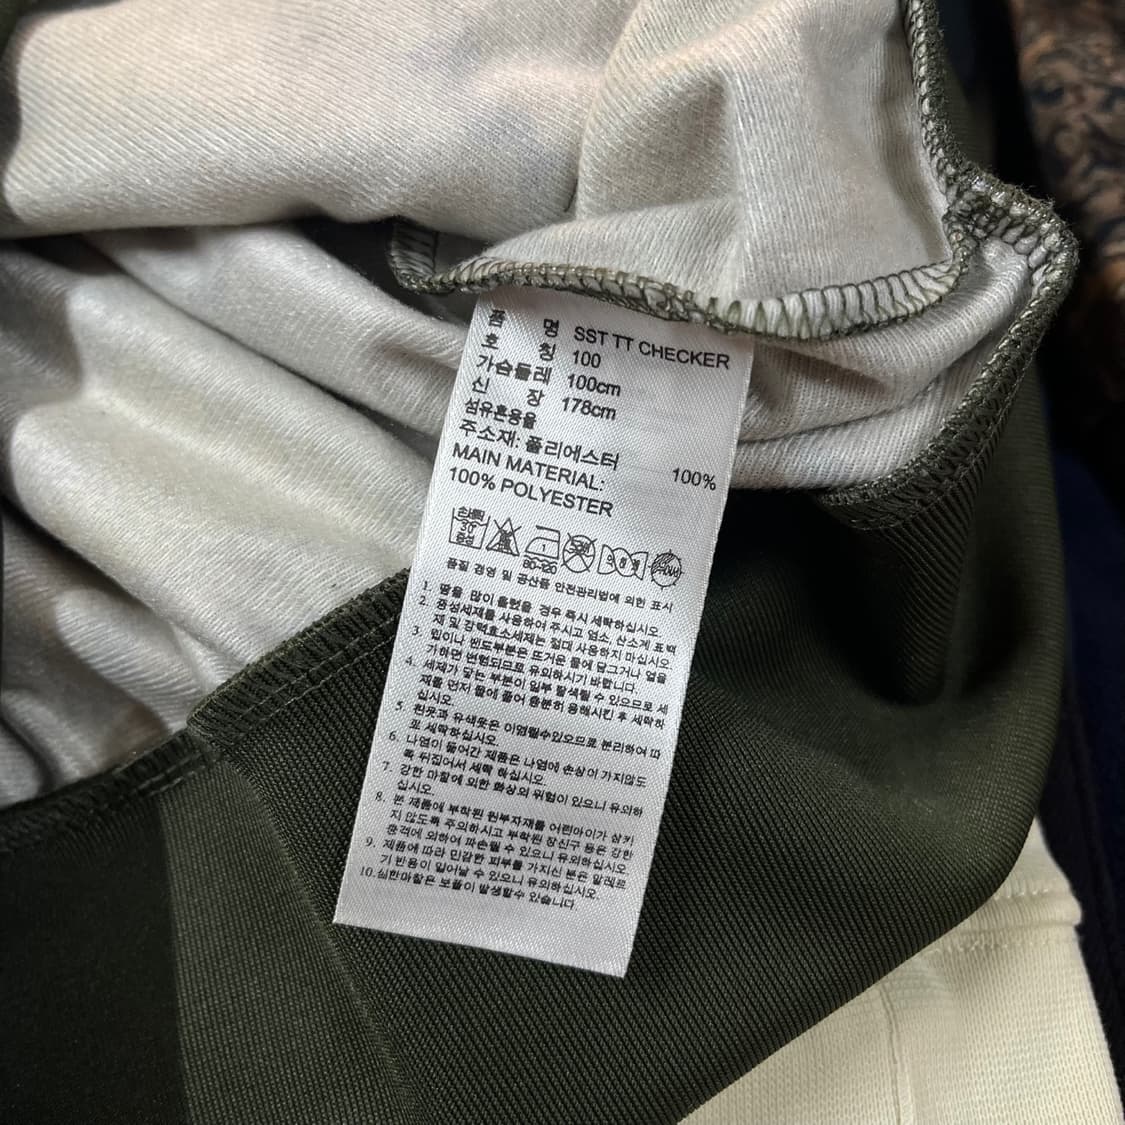 품 명 SST TT CHECKER
호 칭 100
가슴둘레 100cm
신 장 178cm
섬유혼용율
주소재: 폴리에스터 100%
MAIN MATERIAL:
100% POLYESTER
손세탁 30 중성 1 80-120
품질 경영 및 공산품 안전관리법에 의한 표시
1. 땀을 많이 흘렸을 경우 즉시 세탁하십시오.
2. 중성세제를 사용하여 주시고 염소, 산소계 표백
제 및 강력효소세제는 절대 사용하지 마십시오.
3. 밑이나 밴드부분은 뜨거운 물에 담그거나 열을
가하면 변형되므로 유의하시기 바랍니다.
4. 세제가 닿는 부분이 일부 탈색될 수 있으므로 세
제를 먼저 물에 풀어 충분히 용해시킨 후 세탁하
십시오.
5. 흰옷과 유색옷은 이염될수있으므로 분리하여 따
로 세탁하십시오.
6. 나염이 들어간 제품은 나염에 손상이 가지않도
록 뒤집어서 세탁 하십시오.
7. 강한 마찰에 의한 화상의 위험이 있으니 유의하
십시오.
8. 본 제품에 부착된 원부자재를 어린아이가 삼키
지 않도록 주의하시고 부착된 장신구 등은 강한
충격에 의하여 파손될 수 있으니 유의하십시오.
9. 제품에 따라 민감한 피부를 가지신 분은 알레르
기 반응이 일어날 수 있으니 유의하십시오.
10.심한마찰은 보풀이 발생할수 있습니다.